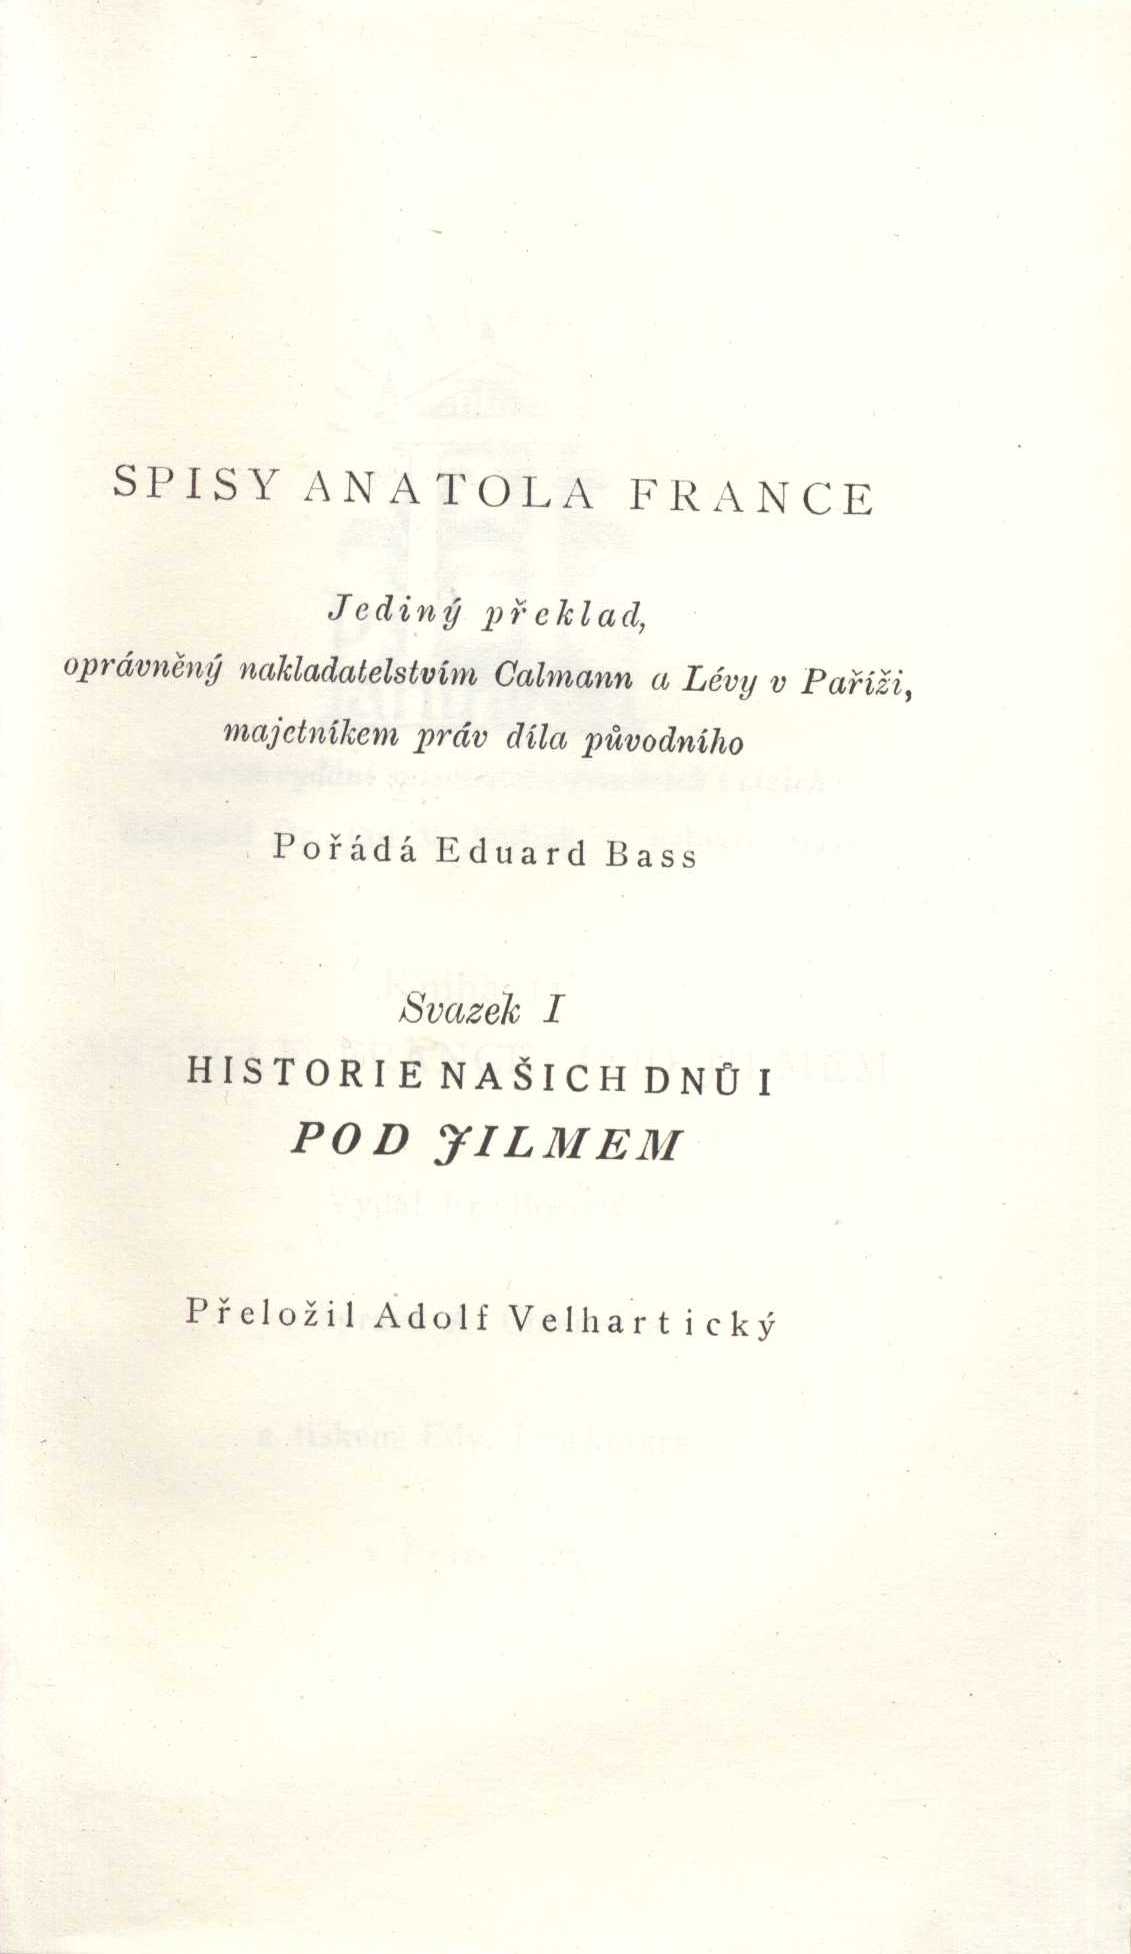 SPISY ANATOLA FRANCE
Jediný překlad,
oprávněný nakladatelstvím Calmann a Lévy v Paříži,
majetníkem práv díla původního
Pořádá Eduard Bass
Svazek I
HISTORIE NAŠICH DNŮ I
POD JILMEM
Přeložil Adolf Velhartický